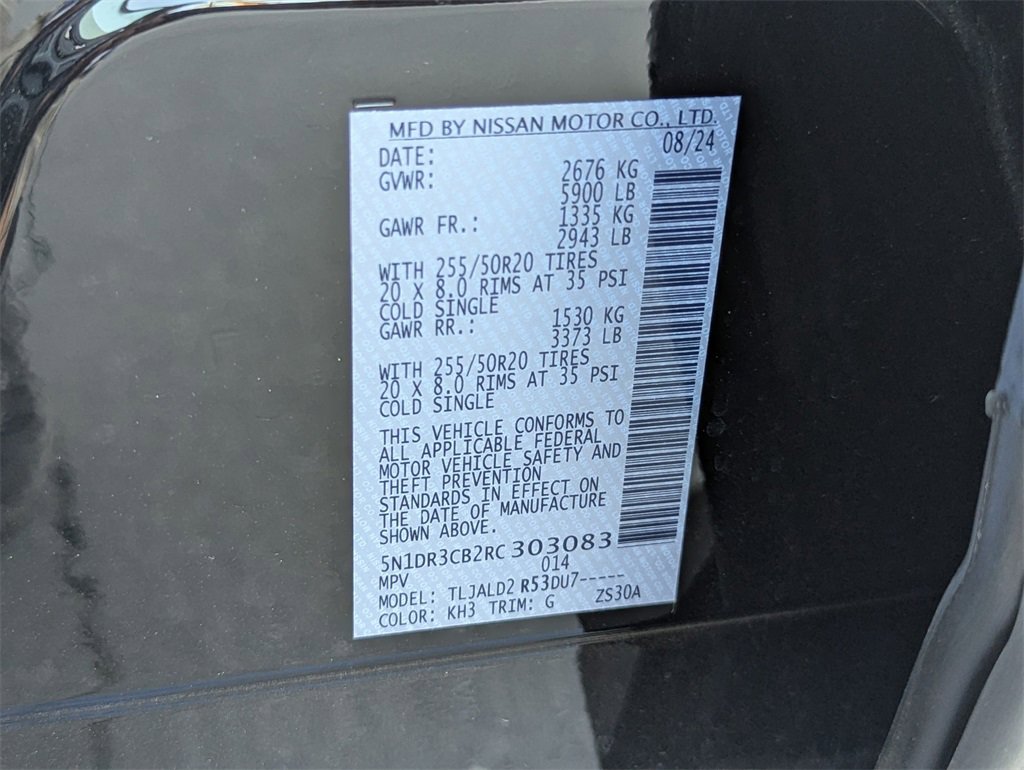 MFD BY NISSAN MOTOR CO., LTD.
DATE: 08/24
GVWR: 2676 KG
5900 LB
GAWR FR.: 1335 KG
2943 LB
WITH 255/50R20 TIRES
20 X 8.0 RIMS AT 35 PSI
COLD SINGLE
GAWR RR.: 1530 KG
3373 LB
WITH 255/50R20 TIRES
20 X 8.0 RIMS AT 35 PSI
COLD SINGLE
THIS VEHICLE CONFORMS TO
ALL APPLICABLE FEDERAL
MOTOR VEHICLE SAFETY AND
THEFT PREVENTION
STANDARDS IN EFFECT ON
THE DATE OF MANUFACTURE
SHOWN ABOVE.
5N1DR3CB2RC303083
MPV 014
MODEL: TLJALD2 R53DU7-----
COLOR: KH3 TRIM: G ZS30A